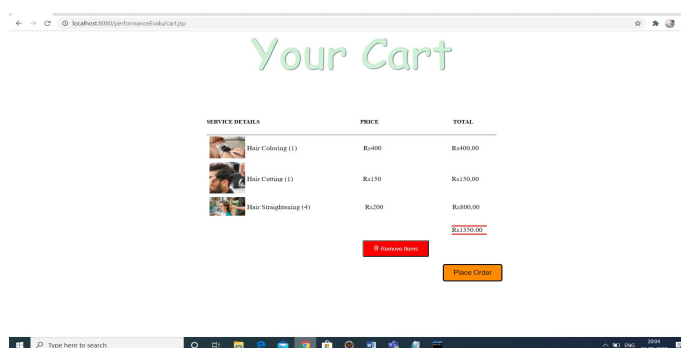 localhost:8080/performanceEvalu/cart.jsp
Your Cart
SERVICE DETAILS PRICE TOTAL
Hair Coloring (1) Rs400 Rs400.00
Hair Cutting (1) Rs150 Rs150.00
Hair Straightening (4) Rs200 Rs800.00
Rs1350.00
Remove Items
Place Order
Type here to search ENG 20:04